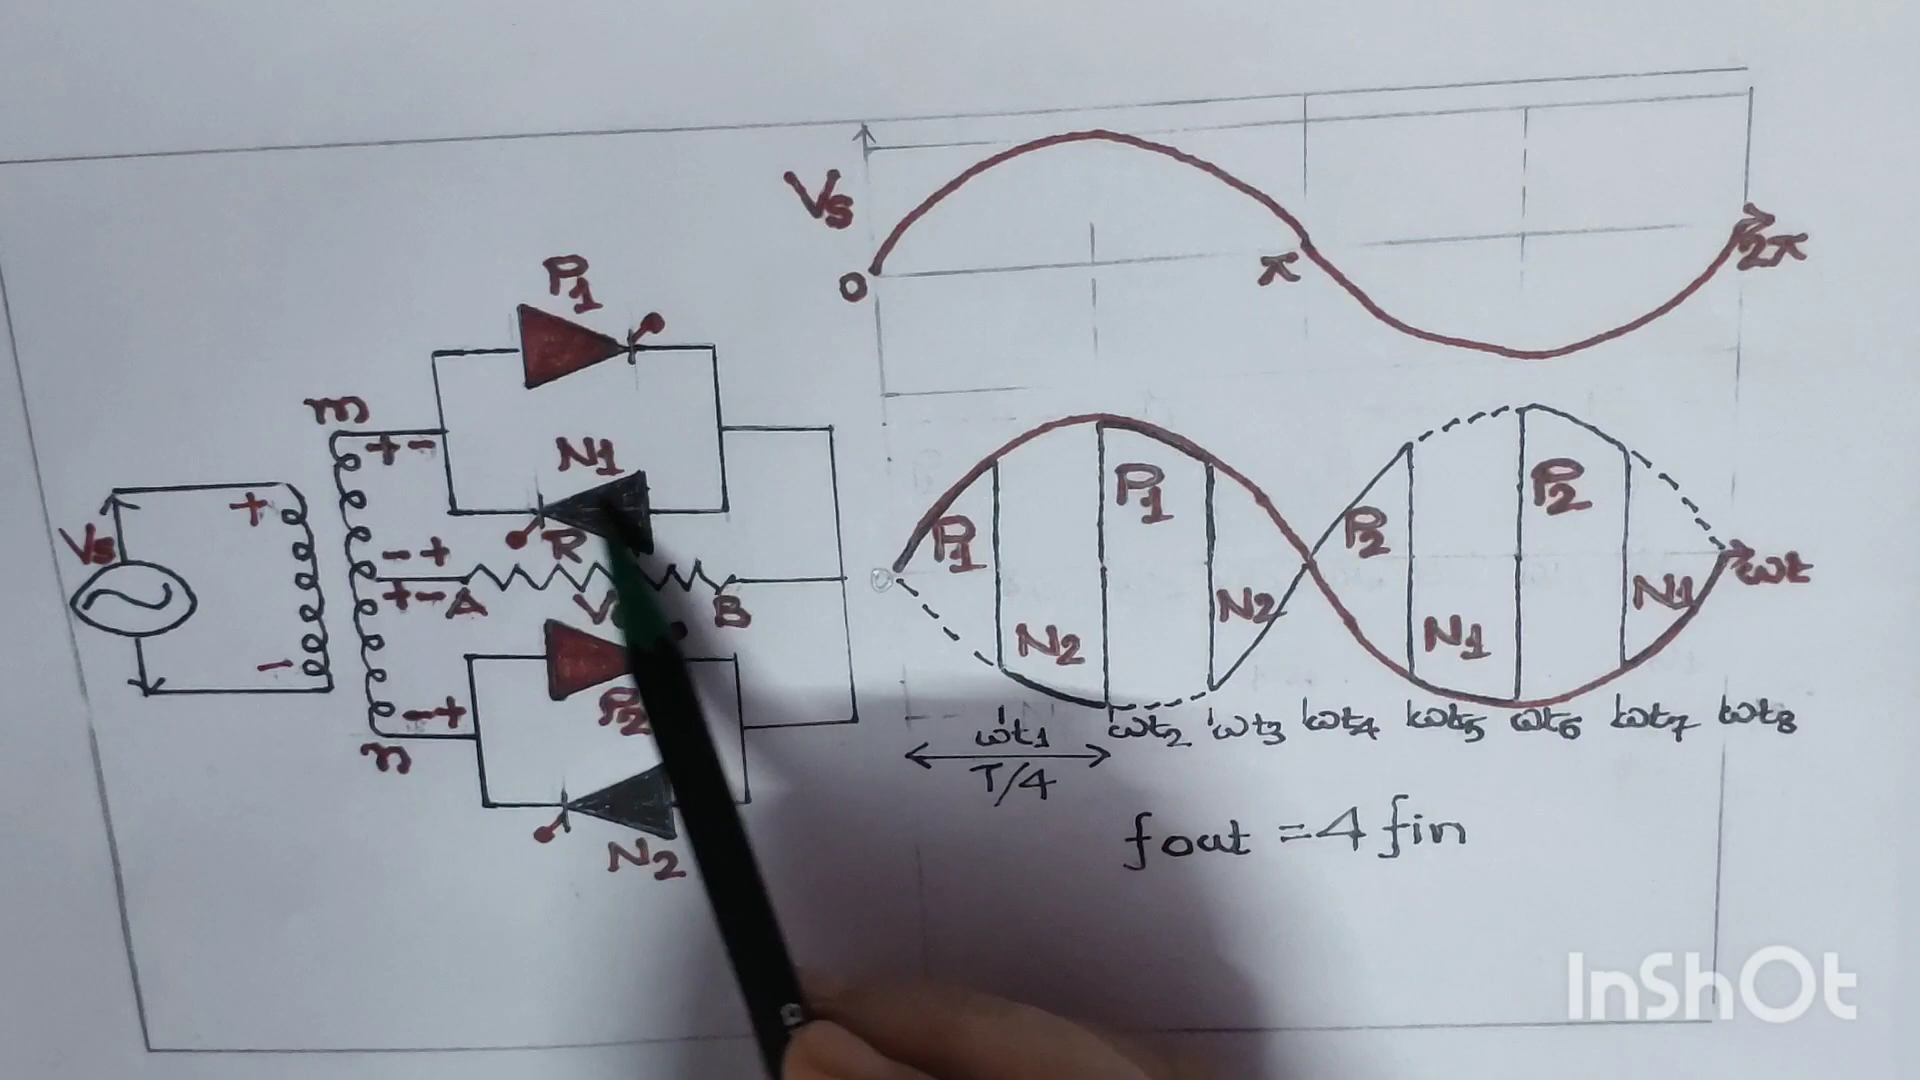 Vs
0
π
2π
P1
N1
m
+ -
Vs
+
-
- +
+ -
R
A
B
- +
n
P2
N2
P1
N2
P1
N2
P2
N1
P2
N1
ωt
0
ωt1 ωt2 ωt3 ωt4 ωt5 ωt6 ωt7 ωt8
T/4
fout = 4 fin
InShOt